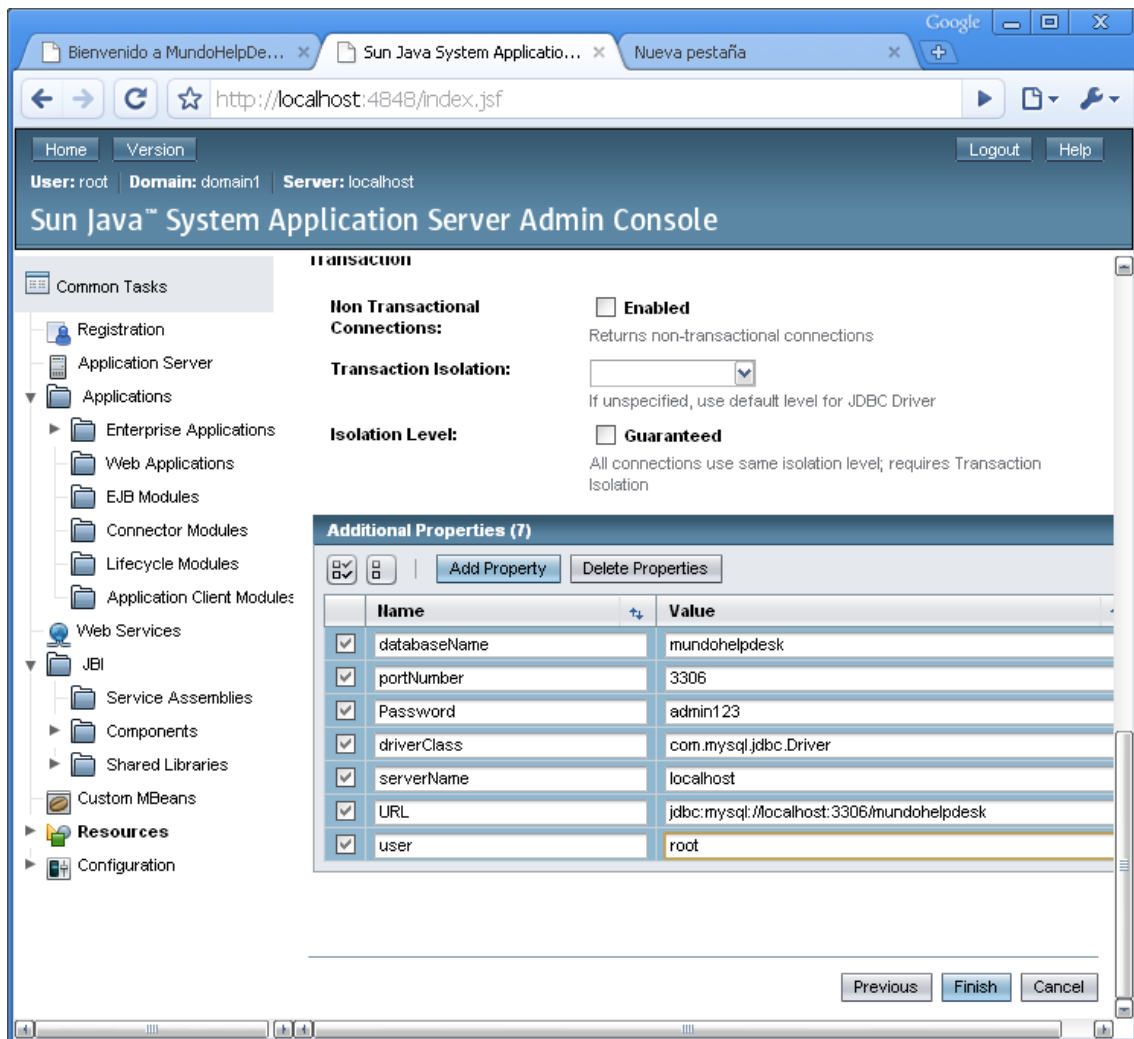 Google
Bienvenido a MundoHelpDe...
Sun Java System Applicatio...
Nueva pestaña
http://localhost:4848/index.jsf
Home
Version
Logout
Help
User: root Domain: domain1 Server: localhost
Sun Java™ System Application Server Admin Console
Common Tasks
Registration
Application Server
Applications
Enterprise Applications
Web Applications
EJB Modules
Connector Modules
Lifecycle Modules
Application Client Modules
Web Services
JBI
Service Assemblies
Components
Shared Libraries
Custom MBeans
Resources
Configuration
Transaction
Non Transactional
Connections:
Enabled
Returns non-transactional connections
Transaction Isolation:
If unspecified, use default level for JDBC Driver
Isolation Level:
Guaranteed
All connections use same isolation level; requires Transaction
Isolation
Additional Properties (7)
Add Property
Delete Properties
Name Value
databaseName mundohelpdesk
portNumber 3306
Password admin123
driverClass com.mysql.jdbc.Driver
serverName localhost
URL jdbc:mysql://localhost:3306/mundohelpdesk
user root
Previous
Finish
Cancel